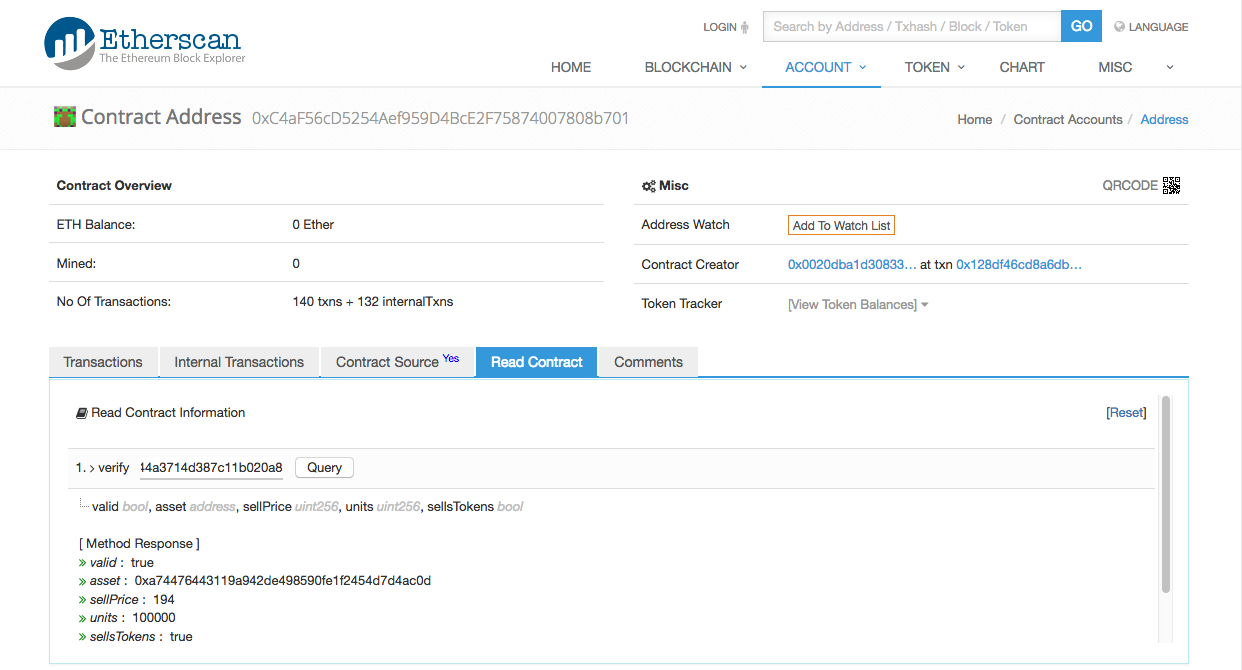 Etherscan
The Ethereum Block Explorer
LOGIN
Search by Address / Txhash / Block / Token
GO
LANGUAGE
HOME BLOCKCHAIN ACCOUNT TOKEN CHART MISC
Contract Address 0xC4aF56cD5254Aef959D4BcE2F75874007808b701
Home / Contract Accounts / Address
Contract Overview
ETH Balance: 0 Ether
Mined: 0
No Of Transactions: 140 txns + 132 internalTxns
Misc QRCODE
Address Watch Add To Watch List
Contract Creator 0x0020dba1d30833... at txn 0x128df46cd8a6db...
Token Tracker [View Token Balances]
Transactions Internal Transactions Contract Source Yes Read Contract Comments
Read Contract Information [Reset]
1. > verify 44a3714d387c11b020a8 Query
valid bool, asset address, sellPrice uint256, units uint256, sellsTokens bool
[ Method Response ]
» valid : true
» asset : 0xa74476443119a942de498590fe1f2454d7d4ac0d
» sellPrice : 194
» units : 100000
» sellsTokens : true